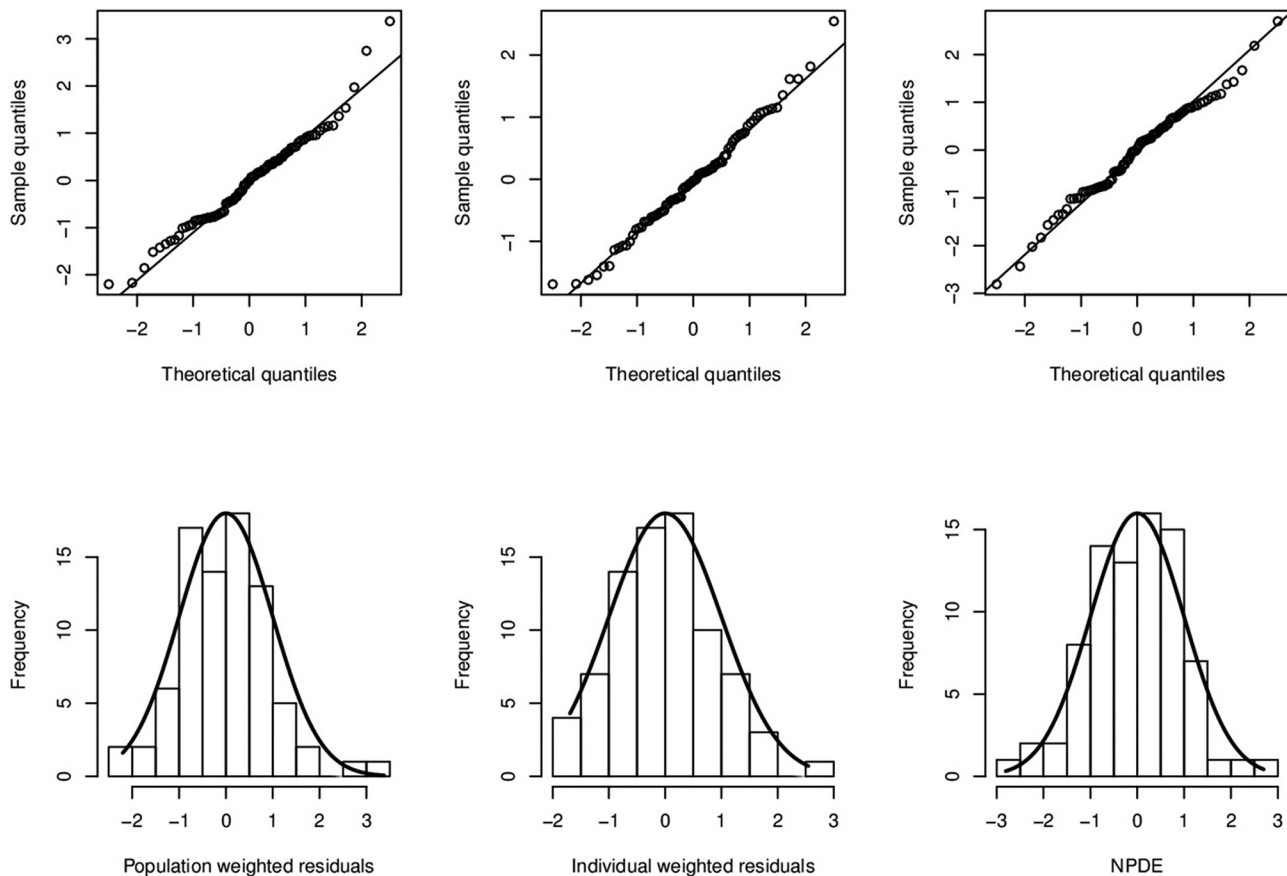 Sample quantiles
3
2
1
0
−1
−2
−2 −1 0 1 2
Theoretical quantiles
Sample quantiles
2
1
0
−1
−2 −1 0 1 2
Theoretical quantiles
Sample quantiles
2
1
0
−1
−2
−3
−2 −1 0 1 2
Theoretical quantiles
Frequency
15
10
5
0
−2 −1 0 1 2 3
Population weighted residuals
Frequency
15
10
5
0
−2 −1 0 1 2 3
Individual weighted residuals
Frequency
15
10
5
0
−3 −2 −1 0 1 2 3
NPDE